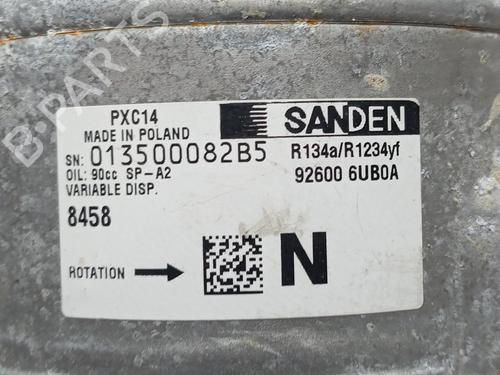 PXC14
MADE IN POLAND
SANDEN
SN: 013500082B5
R134a/R1234yf
OIL: 90cc SP-A2
92600 6UB0A
VARIABLE DISP.
8458
ROTATION
N
B-PARTS